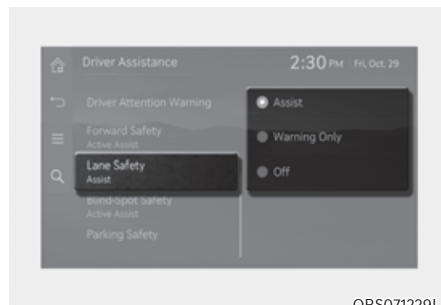 Driver Assistance
2:30 PM Fri, Oct. 29
Driver Attention Warning
Forward Safety
Active Assist
Lane Safety
Assist
Blind-Spot Safety
Active Assist
Parking Safety
Assist
Warning Only
Off